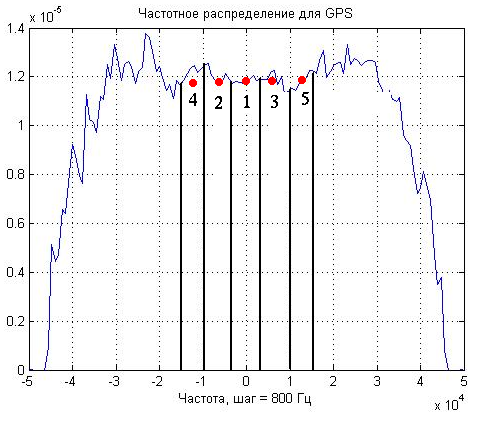 Частотное распределение для GPS
x 10^-5
1.4
1.2
1
0.8
0.6
0.4
0.2
0
4 2 1 3 5
-5 -4 -3 -2 -1 0 1 2 3 4 5
Частота, шаг = 800 Гц
x 10^4